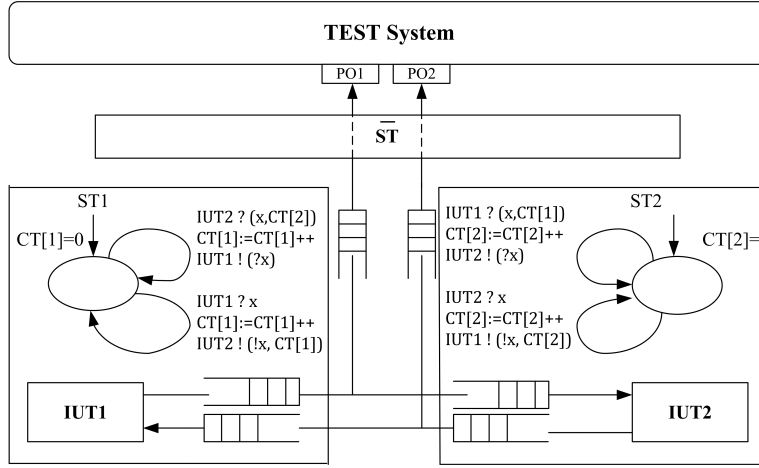 TEST System
PO1
PO2
ST
ST1
CT[1]=0
IUT2 ? (x,CT[2])
CT[1]:=CT[1]++
IUT1 ! (?x)
IUT1 ? x
CT[1]:=CT[1]++
IUT2 ! (!x, CT[1])
IUT1 ? (x,CT[1])
CT[2]:=CT[2]++
IUT2 ! (?x)
IUT2 ? x
CT[2]:=CT[2]++
IUT1 ! (!x, CT[2])
ST2
CT[2]=
IUT1
IUT2